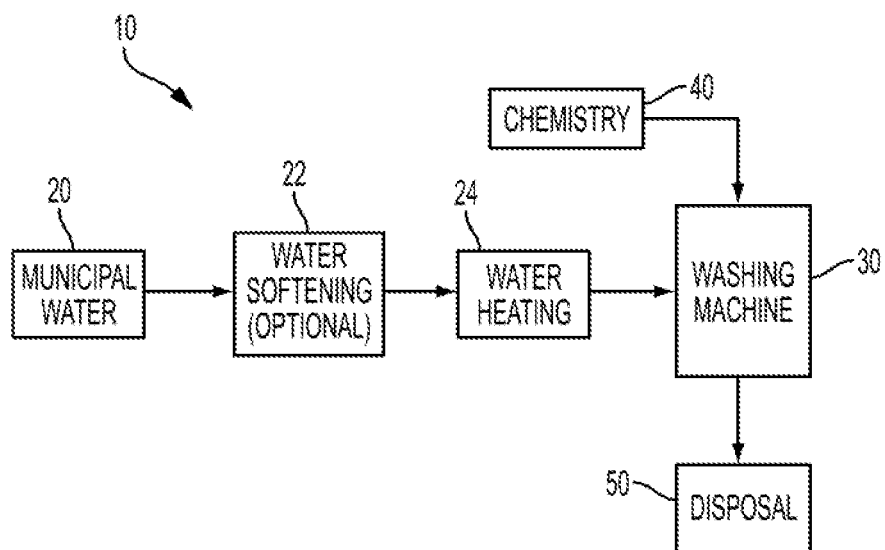 10
40
CHEMISTRY
20
MUNICIPAL
WATER
22
WATER
SOFTENING
(OPTIONAL)
24
WATER
HEATING
WASHING
MACHINE
30
50
DISPOSAL